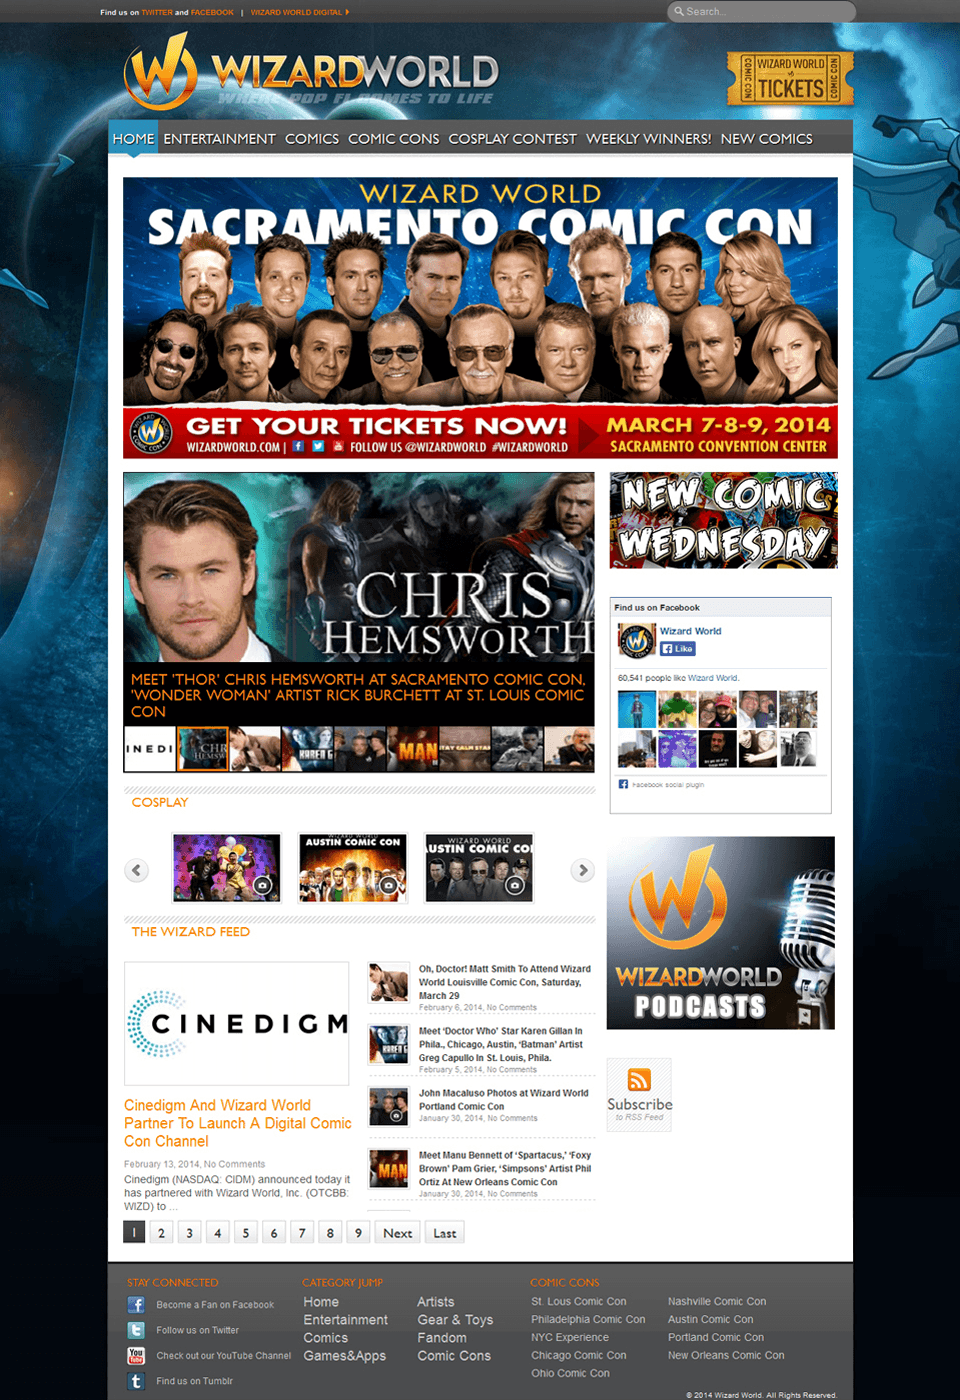 Find us on TWITTER and FACEBOOK | WIZARD WORLD DIGITAL
Search...
WIZARDWORLD
COMIC CON
WIZARD WORLD
TICKETS
COMIC CON
HOME ENTERTAINMENT COMICS COMIC CONS COSPLAY CONTEST WEEKLY WINNERS! NEW COMICS
WIZARD WORLD
SACRAMENTO COMIC CON
GET YOUR TICKETS NOW!
WIZARDWORLD.COM | FOLLOW US @WIZARDWORLD #WIZARDWORLD
MARCH 7-8-9, 2014
SACRAMENTO CONVENTION CENTER
CHRIS
HEMSWORTH
MEET 'THOR' CHRIS HEMSWORTH AT SACRAMENTO COMIC CON,
'WONDER WOMAN' ARTIST RICK BURCHETT AT ST. LOUIS COMIC
CON
INEDI
KAREN G
MAN
STAY CALM STAR
NEW COMIC
WEDNESDAY
Find us on Facebook
Wizard World
Like
60,541 people like Wizard World.
Facebook social plugin
COSPLAY
WIZARD WORLD
AUSTIN COMIC CON
WIZARD WORLD
AUSTIN COMIC CON
WIZARDWORLD
PODCASTS
THE WIZARD FEED
CINEDIGM
Cinedigm And Wizard World
Partner To Launch A Digital Comic
Con Channel
February 13, 2014, No Comments
Cinedigm (NASDAQ: CIDM) announced today it
has partnered with Wizard World, Inc. (OTCBB:
WIZD) to ...
Oh, Doctor! Matt Smith To Attend Wizard
World Louisville Comic Con, Saturday,
March 29
February 6, 2014, No Comments
Meet ‘Doctor Who’ Star Karen Gillan In
Phila., Chicago, Austin, ‘Batman’ Artist
Greg Capullo In St. Louis, Phila.
February 5, 2014, No Comments
John Macaluso Photos at Wizard World
Portland Comic Con
January 30, 2014, No Comments
MAN
Meet Manu Bennett of ‘Spartacus,’ ‘Foxy
Brown’ Pam Grier, ‘Simpsons’ Artist Phil
Ortiz At New Orleans Comic Con
January 30, 2014, No Comments
Subscribe
to RSS Feed
1 2 3 4 5 6 7 8 9 Next Last
STAY CONNECTED
Become a Fan on Facebook
Follow us on Twitter
Check out our YouTube Channel
Find us on Tumblr
CATEGORY JUMP
Home
Entertainment
Comics
Games&Apps
Artists
Gear & Toys
Fandom
Comic Cons
COMIC CONS
St. Lous Comic Con
Philadelphia Comic Con
NYC Experience
Chicago Comic Con
Ohio Comic Con
Nashville Comic Con
Austin Comic Con
Portland Comic Con
New Orleans Comic Con
© 2014 Wizard World. All Rights Reserved.